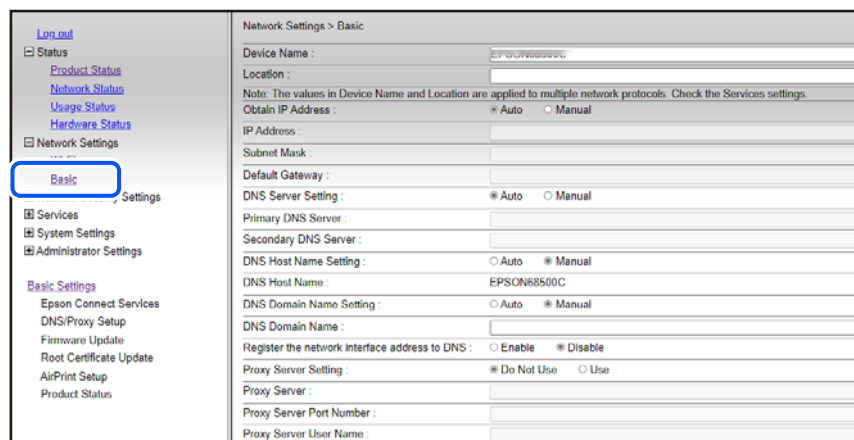 Log out
Status
Product Status
Network Status
Usage Status
Hardware Status
Network Settings
Basic
Settings
Services
System Settings
Administrator Settings
Basic Settings
Epson Connect Services
DNS/Proxy Setup
Firmware Update
Root Certificate Update
AirPrint Setup
Product Status
Network Settings > Basic
Device Name :
Location :
Note: The values in Device Name and Location are applied to multiple network protocols. Check the Services settings.
Obtain IP Address : Auto Manual
IP Address :
Subnet Mask :
Default Gateway :
DNS Server Setting : Auto Manual
Primary DNS Server :
Secondary DNS Server :
DNS Host Name Setting : Auto Manual
DNS Host Name : EPSON68500C
DNS Domain Name Setting : Auto Manual
DNS Domain Name :
Register the network interface address to DNS : Enable Disable
Proxy Server Setting : Do Not Use Use
Proxy Server :
Proxy Server Port Number :
Proxy Server User Name :